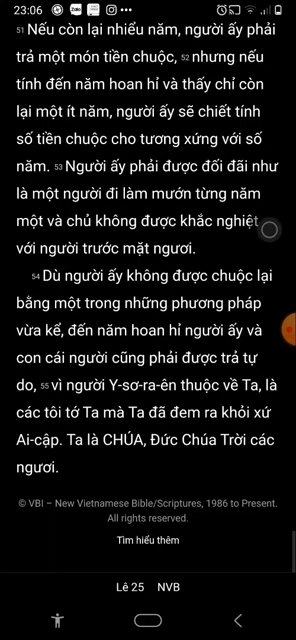 23:06
51 Nếu còn lại nhiều năm, người ấy phải
trả một món tiền chuộc, 52 nhưng nếu
tính đến năm hoan hỉ và thấy chỉ còn
lại một ít năm, người ấy sẽ chiết tính
số tiền chuộc cho tương xứng với số
năm. 53 Người ấy phải được đối đãi như
là một người đi làm mướn từng năm
một và chủ không được khắc nghiệt
với người trước mặt ngươi.
54 Dù người ấy không được chuộc lại
bằng một trong những phương pháp
vừa kể, đến năm hoan hỉ người ấy và
con cái người cũng phải được trả tự
do, 55 vì người Y-sơ-ra-ên thuộc về Ta, là
các tôi tớ Ta mà Ta đã đem ra khỏi xứ
Ai-cập. Ta là CHÚA, Đức Chúa Trời các
ngươi.
© VBI – New Vietnamese Bible/Scriptures, 1986 to Present.
All rights reserved.
Tìm hiểu thêm
Lê 25 NVB